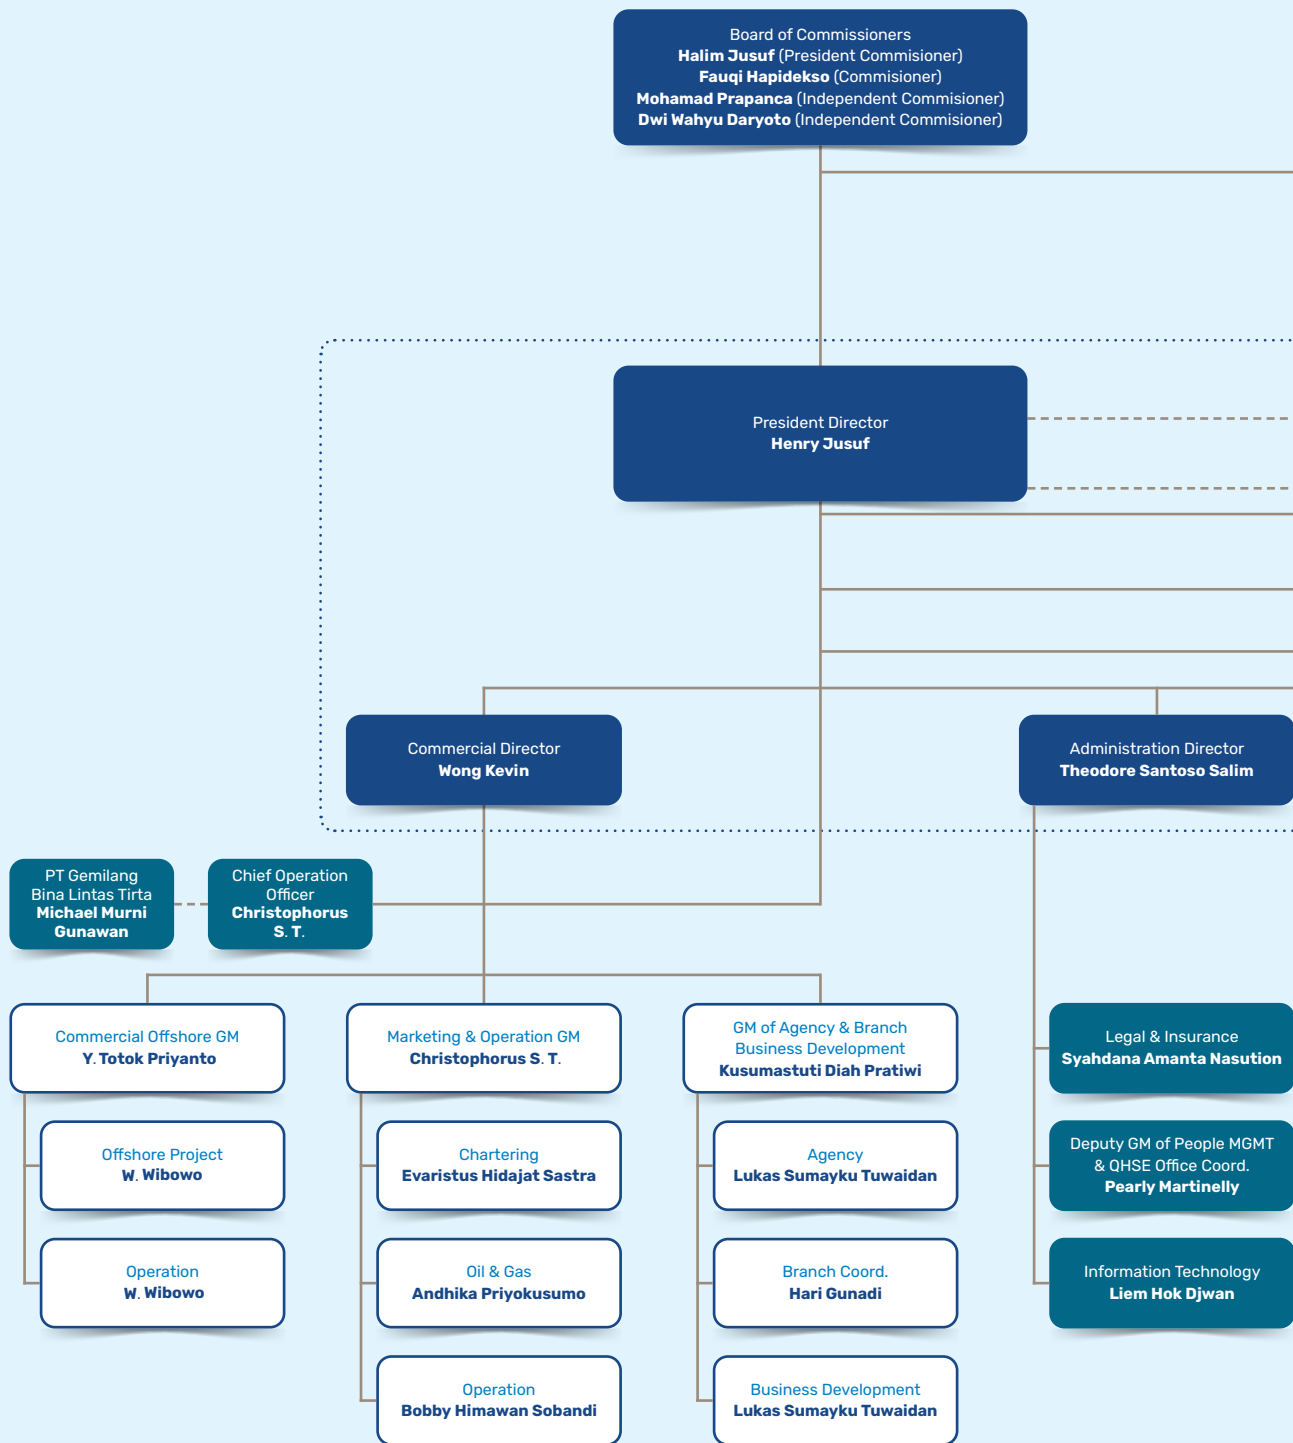 Board of Commissioners
Halim Jusuf (President Commisioner)
Fauqi Hapidekso (Commisioner)
Mohamad Prapanca (Independent Commisioner)
Dwi Wahyu Daryoto (Independent Commisioner)
President Director
Henry Jusuf
Commercial Director
Wong Kevin
Administration Director
Theodore Santoso Salim
PT Gemilang
Bina Lintas Tirta
Michael Murni
Gunawan
Chief Operation
Officer
Christophorus
S. T.
Commercial Offshore GM
Y. Totok Priyanto
Offshore Project
W. Wibowo
Operation
W. Wibowo
Marketing & Operation GM
Christophorus S. T.
Chartering
Evaristus Hidajat Sastra
Oil & Gas
Andhika Priyokusumo
Operation
Bobby Himawan Sobandi
GM of Agency & Branch
Business Development
Kusumastuti Diah Pratiwi
Agency
Lukas Sumayku Tuwaidan
Branch Coord.
Hari Gunadi
Business Development
Lukas Sumayku Tuwaidan
Legal & Insurance
Syahdana Amanta Nasution
Deputy GM of People MGMT
& QHSE Office Coord.
Pearly Martinelly
Information Technology
Liem Hok Djwan